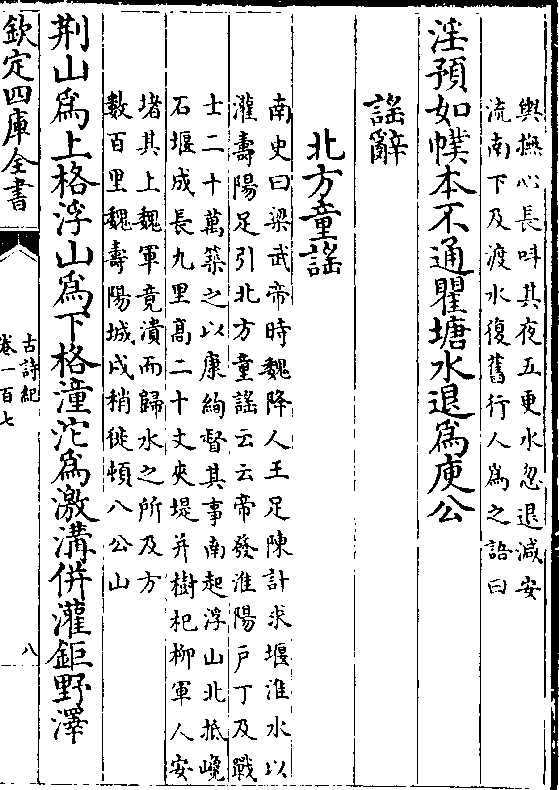 輿撫心長呌其夜五更水忽退減安
流南下及渡水復舊行人為之語曰
淫預如㡤本不通瞿塘水退為庾公
謡辭
北方童謡
南史曰梁武帝時魏降人王足陳計求堰淮水以
灌壽陽足引北方童謡云云帝發淮陽戸丁及戰
士二十萬築之以康絢督其事南起浮山北抵巉
石堰成長九里髙二十丈夾堤并樹杞柳軍人安
堵其上魏軍竟潰而歸水之所及方
數百里魏壽陽城戍稍徙頓八公山
荆山為上格浮山為下格潼沱為激溝併灌鉅野澤
欽定四庫全書
古詩紀
卷一百七
八